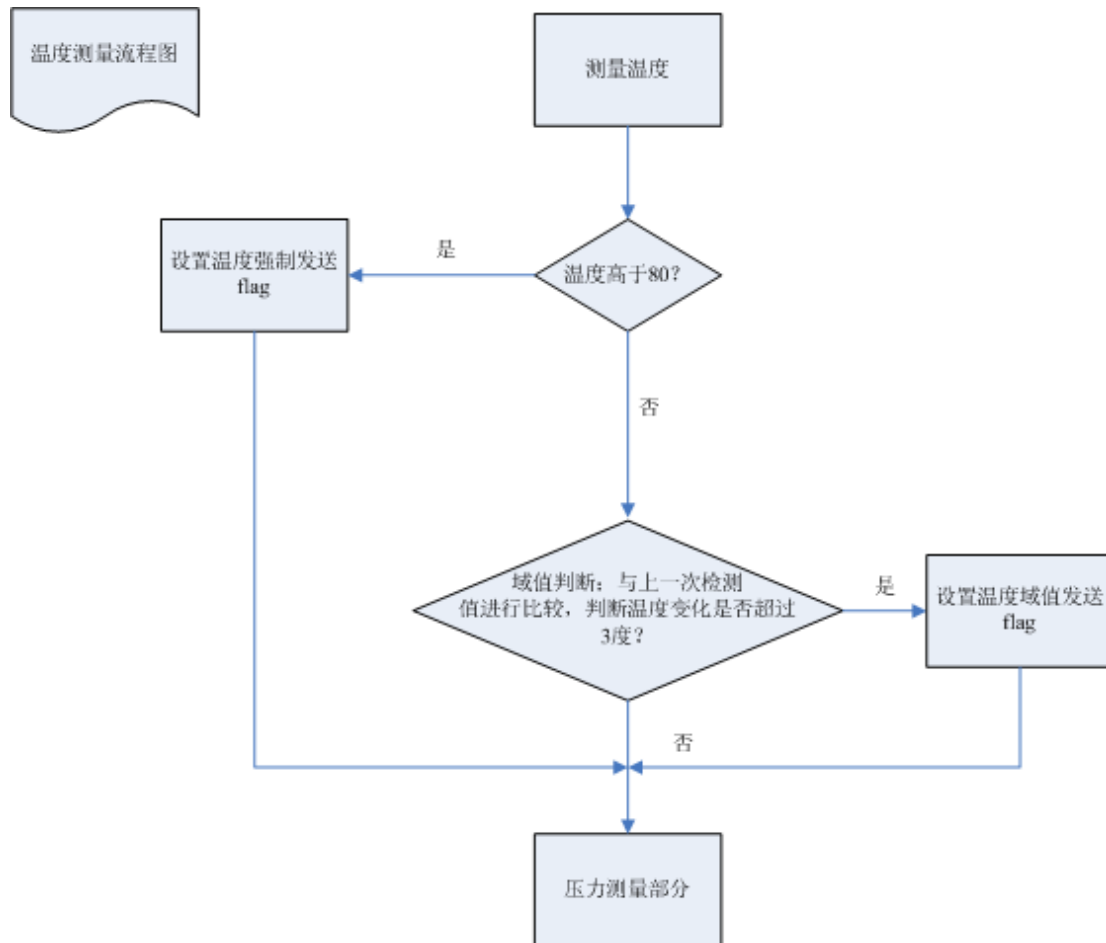 温度测量流程图
测量温度
是
设置温度强制发送
flag
温度高于80？
否
域值判断：与上一次检测
值进行比较，判断温度变化是否超过
3度？
是
设置温度域值发送
flag
否
压力测量部分